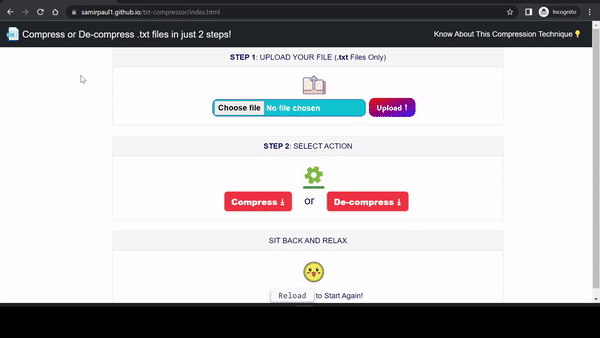 samirpaul1.github.io/txt-compressor/index.html
Incognito
Compress or De-compress .txt files in just 2 steps!
Know About This Compression Technique
STEP 1: UPLOAD YOUR FILE (.txt Files Only)
Choose file No file chosen
Upload
STEP 2: SELECT ACTION
Compress or De-compress
SIT BACK AND RELAX
Reload to Start Again!